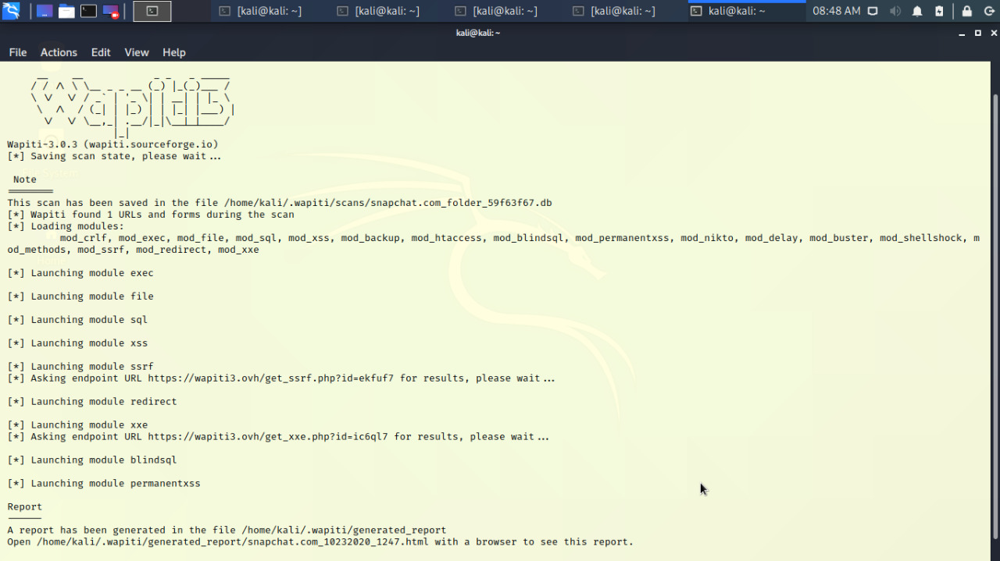 [kali@kali: ~]
[kali@kali: ~]
[kali@kali: ~]
[kali@kali: ~]
kali@kali: ~
08:48 AM
kali@kali: ~
File Actions Edit View Help
Wapiti3
Wapiti-3.0.3 (wapiti.sourceforge.io)
[*] Saving scan state, please wait...
Note
This scan has been saved in the file /home/kali/.wapiti/scans/snapchat.com_folder_59f63f67.db
[*] Wapiti found 1 URLs and forms during the scan
[*] Loading modules:
mod_crlf, mod_exec, mod_file, mod_sql, mod_xss, mod_backup, mod_htaccess, mod_blindsql, mod_permanentxss, mod_nikto, mod_delay, mod_buster, mod_shellshock, m
od_methods, mod_ssrf, mod_redirect, mod_xxe
[*] Launching module exec
[*] Launching module file
[*] Launching module sql
[*] Launching module xss
[*] Launching module ssrf
[*] Asking endpoint URL https://wapiti3.ovh/get_ssrf.php?id=ekfuf7 for results, please wait...
[*] Launching module redirect
[*] Launching module xxe
[*] Asking endpoint URL https://wapiti3.ovh/get_xxe.php?id=ic6ql7 for results, please wait...
[*] Launching module blindsql
[*] Launching module permanentxss
Report
A report has been generated in the file /home/kali/.wapiti/generated_report
Open /home/kali/.wapiti/generated_report/snapchat.com_10232020_1247.html with a browser to see this report.